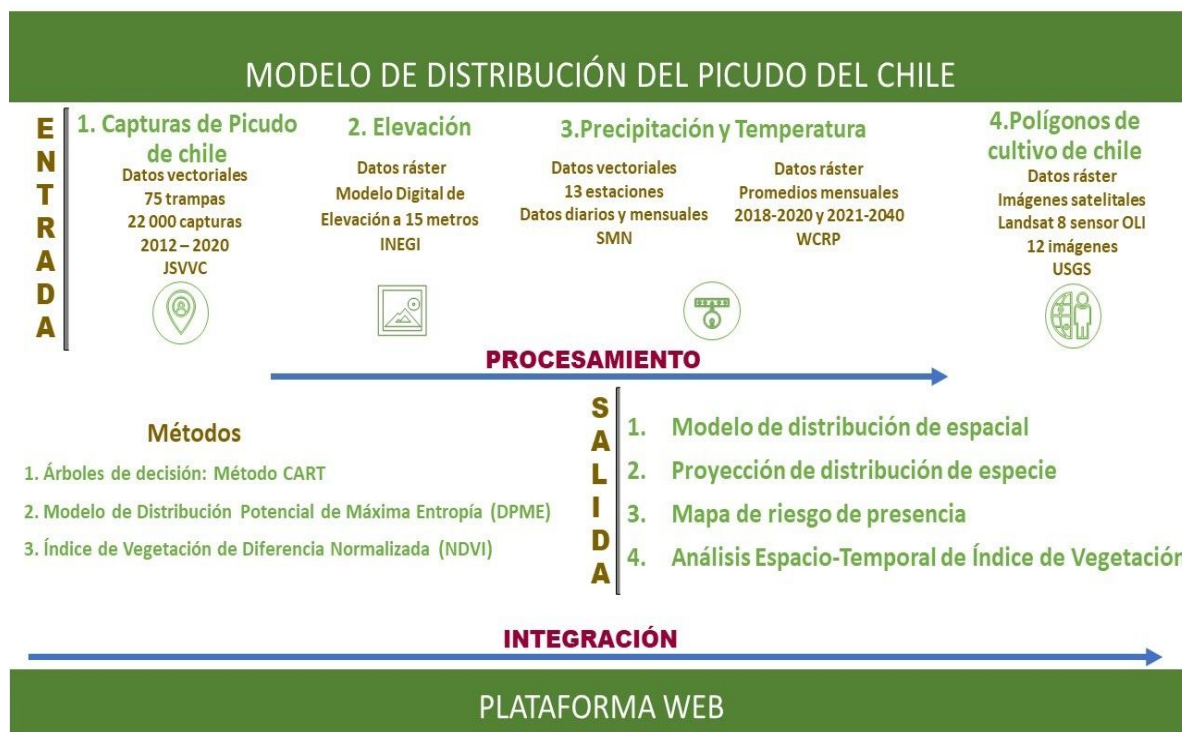 MODELO DE DISTRIBUCIÓN DEL PICUDO DEL CHILE
ENTRADA
1. Capturas de Picudo
de chile
Datos vectoriales
75 trampas
22 000 capturas
2012 – 2020
JSVVC
2. Elevación
Datos ráster
Modelo Digital de
Elevación a 15 metros
INEGI
3.Precipitación y Temperatura
Datos vectoriales
13 estaciones
Datos diarios y mensuales
SMN
Datos ráster
Promedios mensuales
2018-2020 y 2021-2040
WCRP
4.Polígonos de
cultivo de chile
Datos ráster
Imágenes satelitales
Landsat 8 sensor OLI
12 imágenes
USGS
PROCESAMIENTO
Métodos
1. Árboles de decisión: Método CART
2. Modelo de Distribución Potencial de Máxima Entropía (DPME)
3. Índice de Vegetación de Diferencia Normalizada (NDVI)
SALIDA
1. Modelo de distribución de espacial
2. Proyección de distribución de especie
3. Mapa de riesgo de presencia
4. Análisis Espacio-Temporal de Índice de Vegetación
INTEGRACIÓN
PLATAFORMA WEB